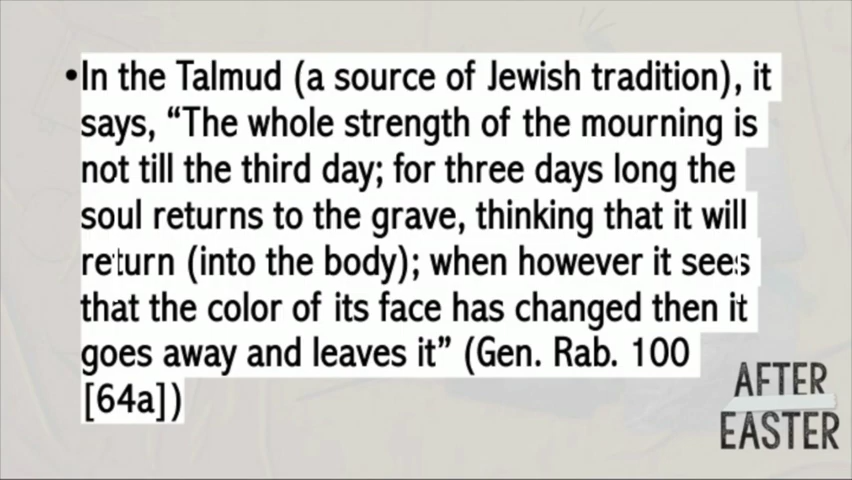 •In the Talmud (a source of Jewish tradition), it
says, “The whole strength of the mourning is
not till the third day; for three days long the
soul returns to the grave, thinking that it will
return (into the body); when however it sees
that the color of its face has changed then it
goes away and leaves it” (Gen. Rab. 100
[64a])
AFTER
EASTER